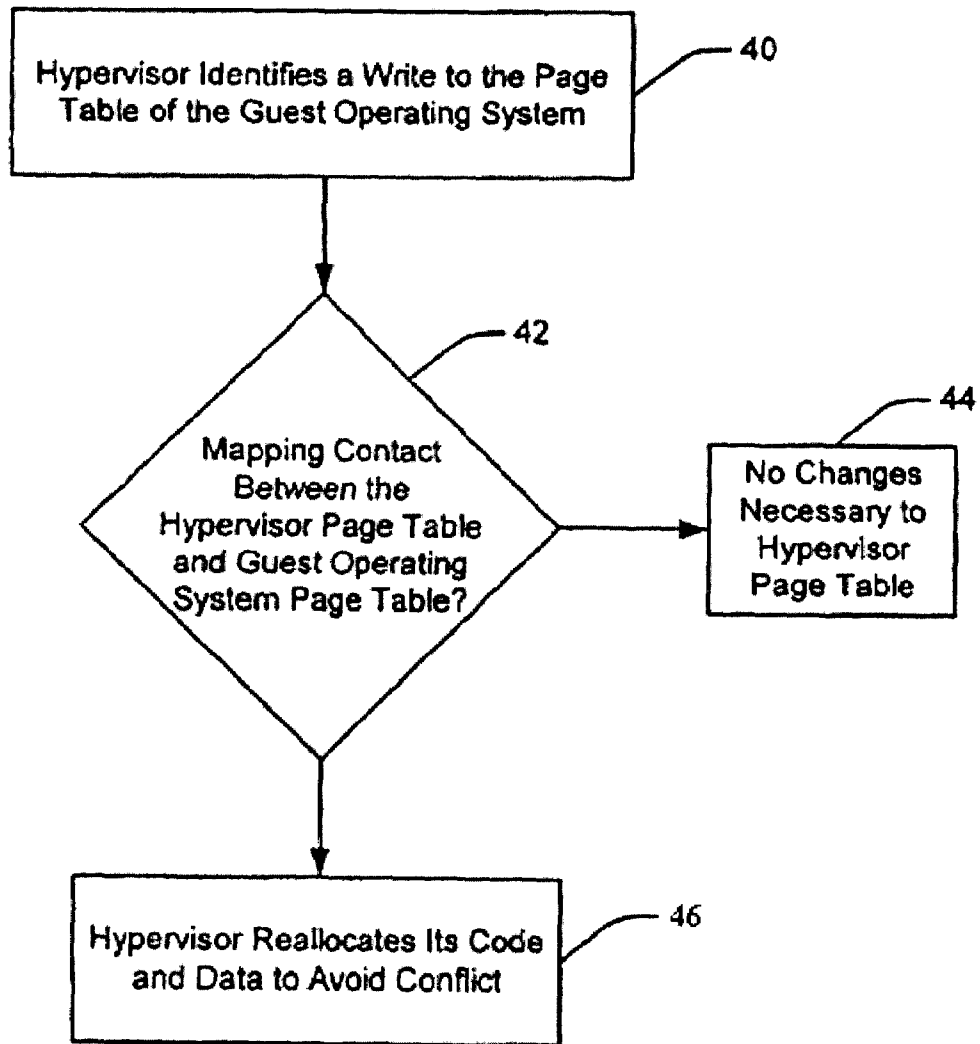 Hypervisor Identifies a Write to the Page
Table of the Guest Operating System
40
42
Mapping Contact
Between the
Hypervisor Page Table
and Guest Operating
System Page Table?
44
No Changes
Necessary to
Hypervisor
Page Table
Hypervisor Reallocates Its Code
and Data to Avoid Conflict
46